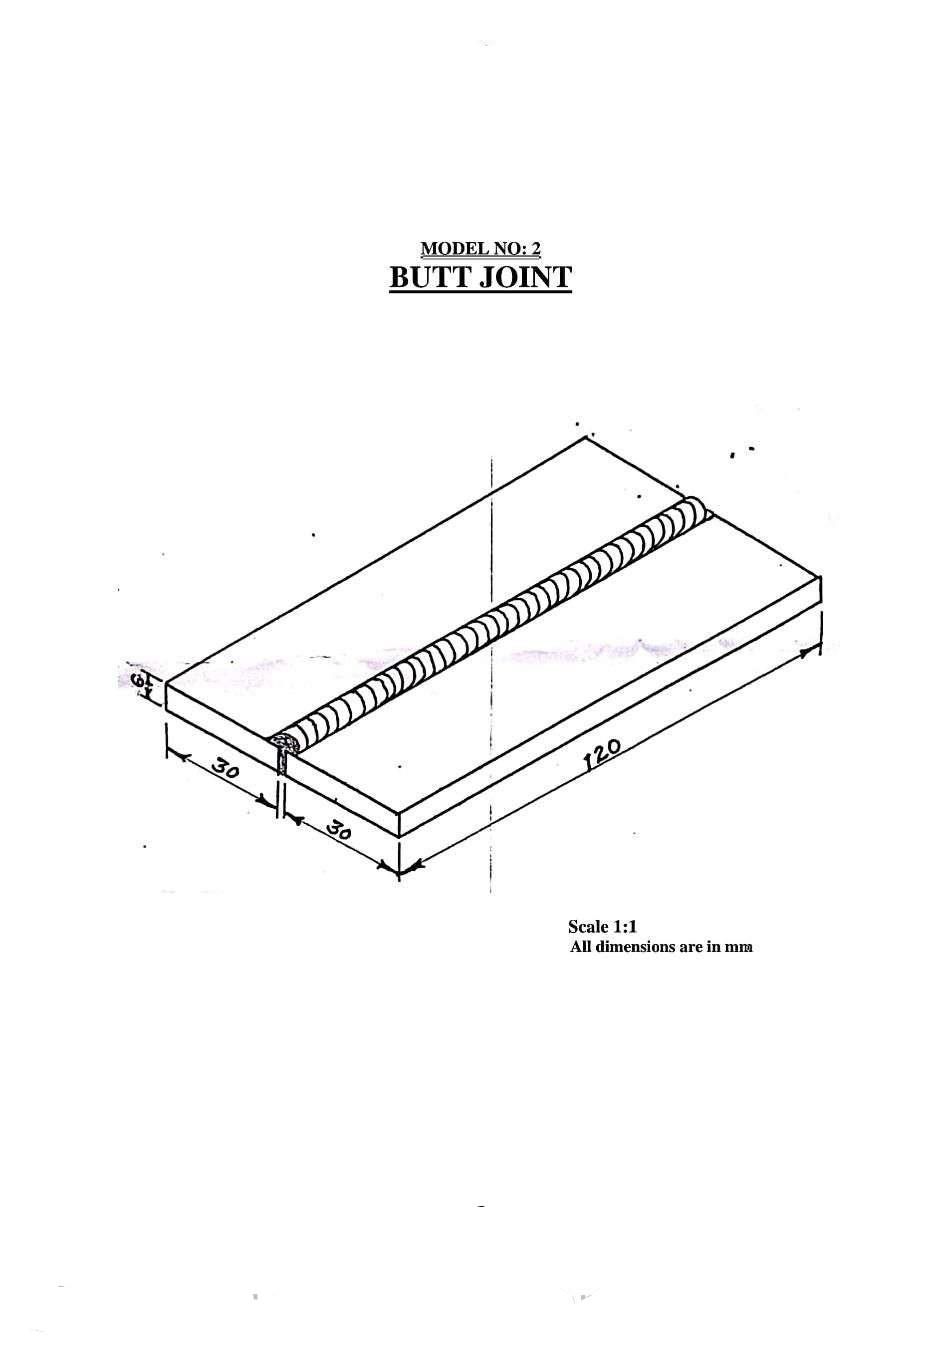 MODEL NO: 2
BUTT JOINT
6
30
30
120
Scale 1:1
All dimensions are in mm